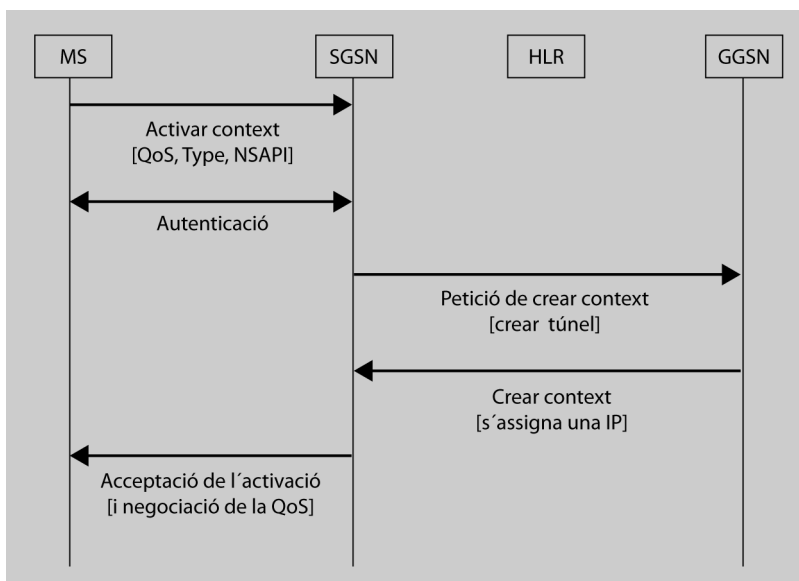 MS
SGSN
HLR
GGSN
Activar context
[QoS, Type, NSAPI]
Autenticació
Petició de crear context
[crear túnel]
Crear context
[s´assigna una IP]
Acceptació de l´activació
[i negociació de la QoS]